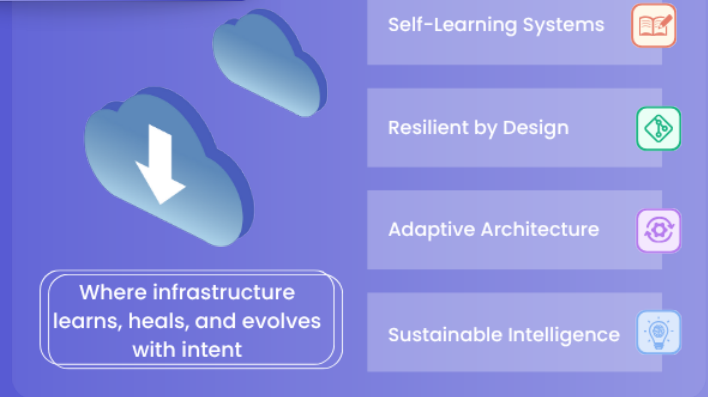 Self-Learning Systems
Resilient by Design
Adaptive Architecture
Sustainable Intelligence
Where infrastructure
learns, heals, and evolves
with intent